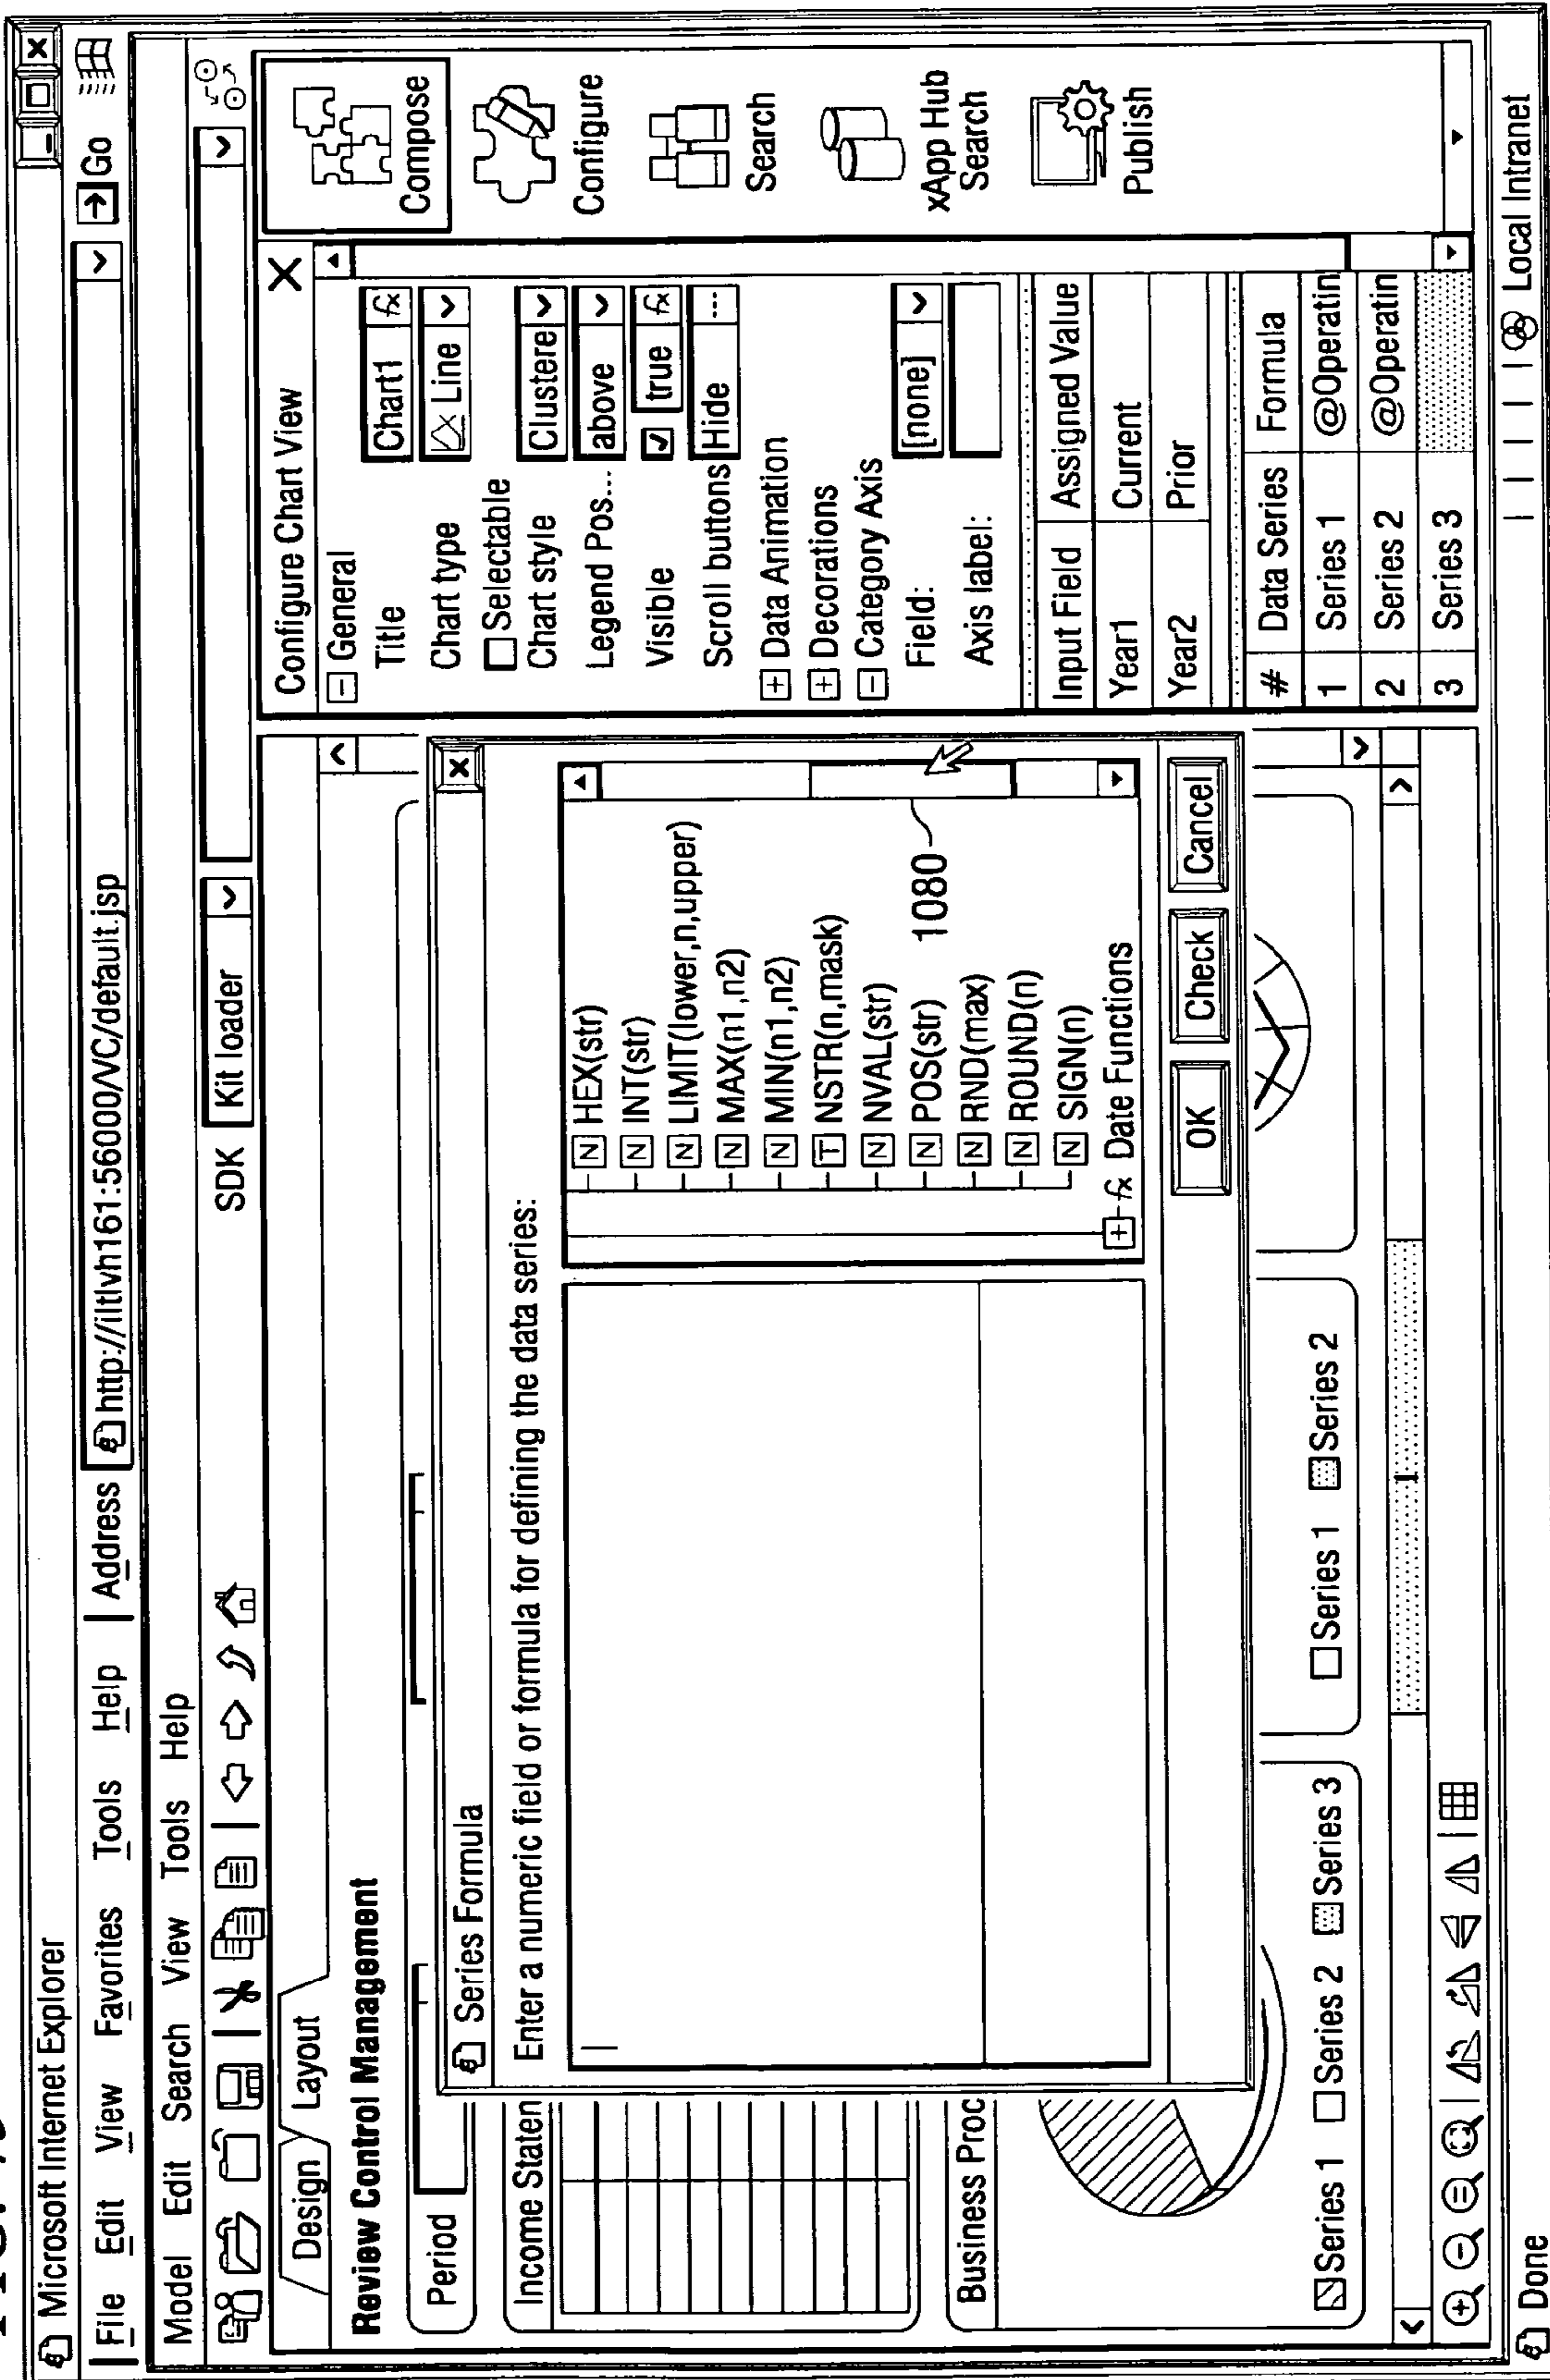 Microsoft Internet Explorer
File Edit View Favorites Tools Help Address http://iltlvh161:56000/VC/default.jsp Go
Model Edit Search View Tools Help
SDK Kit loader
Design Layout
Review Control Management
Period
Income Staten
Business Proc
Series 1 Series 2 Series 3
Series 1 Series 2
Series Formula
Enter a numeric field or formula for defining the data series:
N HEX(str)
N INT(str)
N LIMIT(lower,n,upper)
N MAX(n1,n2)
N MIN(n1,n2)
T NSTR(n,mask)
N NVAL(str)
N POS(str)
N RND(max)
N ROUND(n)
N SIGN(n)
fx Date Functions
1080
OK Check Cancel
Configure Chart View
General
Title Chart1 fx
Chart type Line
Selectable
Chart style Clustere
Legend Pos... above
Visible true fx
Scroll buttons Hide ...
Data Animation
Decorations
Category Axis
Field: [none]
Axis label:
Input Field Assigned Value
Year1 Current
Year2 Prior
# Data Series Formula
1 Series 1 @Operatin
2 Series 2 @Operatin
3 Series 3
Compose
Configure
Search
xApp Hub
Search
Publish
Done
Local Intranet